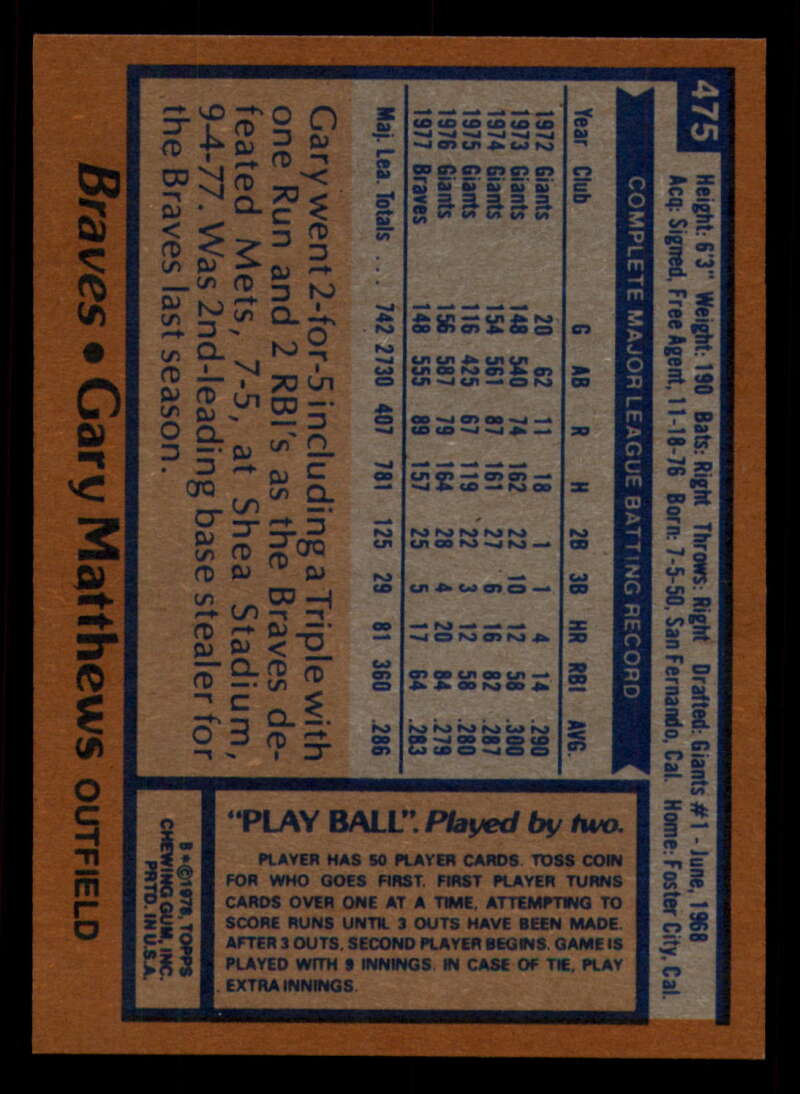 475
Height: 6'3" Weight: 190 Bats: Right Throws: Right Drafted: Giants #1 - June, 1968
Acq: Signed, Free Agent, 11-18-76 Born: 7-5-50, San Fernando, Cal. Home: Foster City, Cal.
COMPLETE MAJOR LEAGUE BATTING RECORD
Year Club G AB R H 2B 3B HR RBI AVG.
1972 Giants 20 62 11 18 1 1 4 14 .290
1973 Giants 148 540 74 162 22 10 12 58 .300
1974 Giants 154 561 87 161 27 6 16 82 .287
1975 Giants 116 425 67 119 22 3 12 58 .280
1976 Giants 156 587 79 164 28 4 20 84 .279
1977 Braves 148 555 89 157 25 5 17 64 .283
Maj. Lea. Totals ... 742 2730 407 781 125 29 81 360 .286
Gary went 2-for-5 including a Triple with
one Run and 2 RBI's as the Braves de-
feated Mets, 7-5, at Shea Stadium,
9-4-77. Was 2nd-leading base stealer for
the Braves last season.
Braves • Gary Matthews OUTFIELD
"PLAY BALL". Played by two.
PLAYER HAS 50 PLAYER CARDS. TOSS COIN
FOR WHO GOES FIRST. FIRST PLAYER TURNS
CARDS OVER ONE AT A TIME, ATTEMPTING TO
SCORE RUNS UNTIL 3 OUTS HAVE BEEN MADE.
AFTER 3 OUTS, SECOND PLAYER BEGINS. GAME IS
PLAYED WITH 9 INNINGS. IN CASE OF TIE, PLAY
EXTRA INNINGS.
B * © 1978, TOPPS
CHEWING GUM, INC.
PRTD. IN U.S.A.